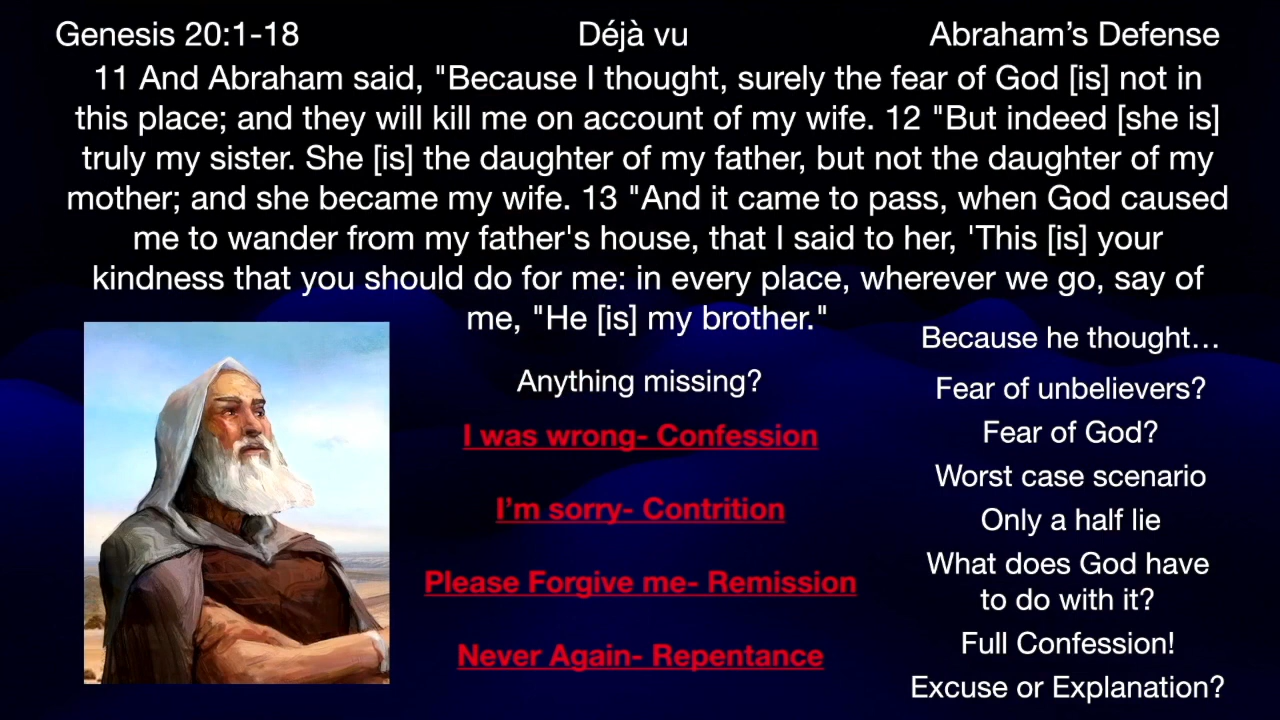 Genesis 20:1-18
Déjà vu
Abraham’s Defense
11 And Abraham said, "Because I thought, surely the fear of God [is] not in
this place; and they will kill me on account of my wife. 12 "But indeed [she is]
truly my sister. She [is] the daughter of my father, but not the daughter of my
mother; and she became my wife. 13 "And it came to pass, when God caused
me to wander from my father's house, that I said to her, 'This [is] your
kindness that you should do for me: in every place, wherever we go, say of
me, "He [is] my brother."
Anything missing?
I was wrong- Confession
I’m sorry- Contrition
Please Forgive me- Remission
Never Again- Repentance
Because he thought…
Fear of unbelievers?
Fear of God?
Worst case scenario
Only a half lie
What does God have
to do with it?
Full Confession!
Excuse or Explanation?